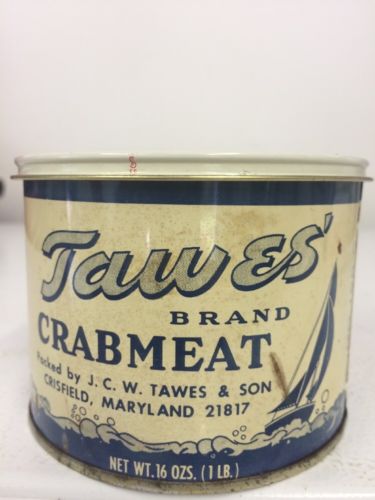 Tawes'
BRAND
CRABMEAT
Packed by J. C. W. TAWES & SON
CRISFIELD, MARYLAND 21817
NET WT. 16 OZS. (1 LB.)